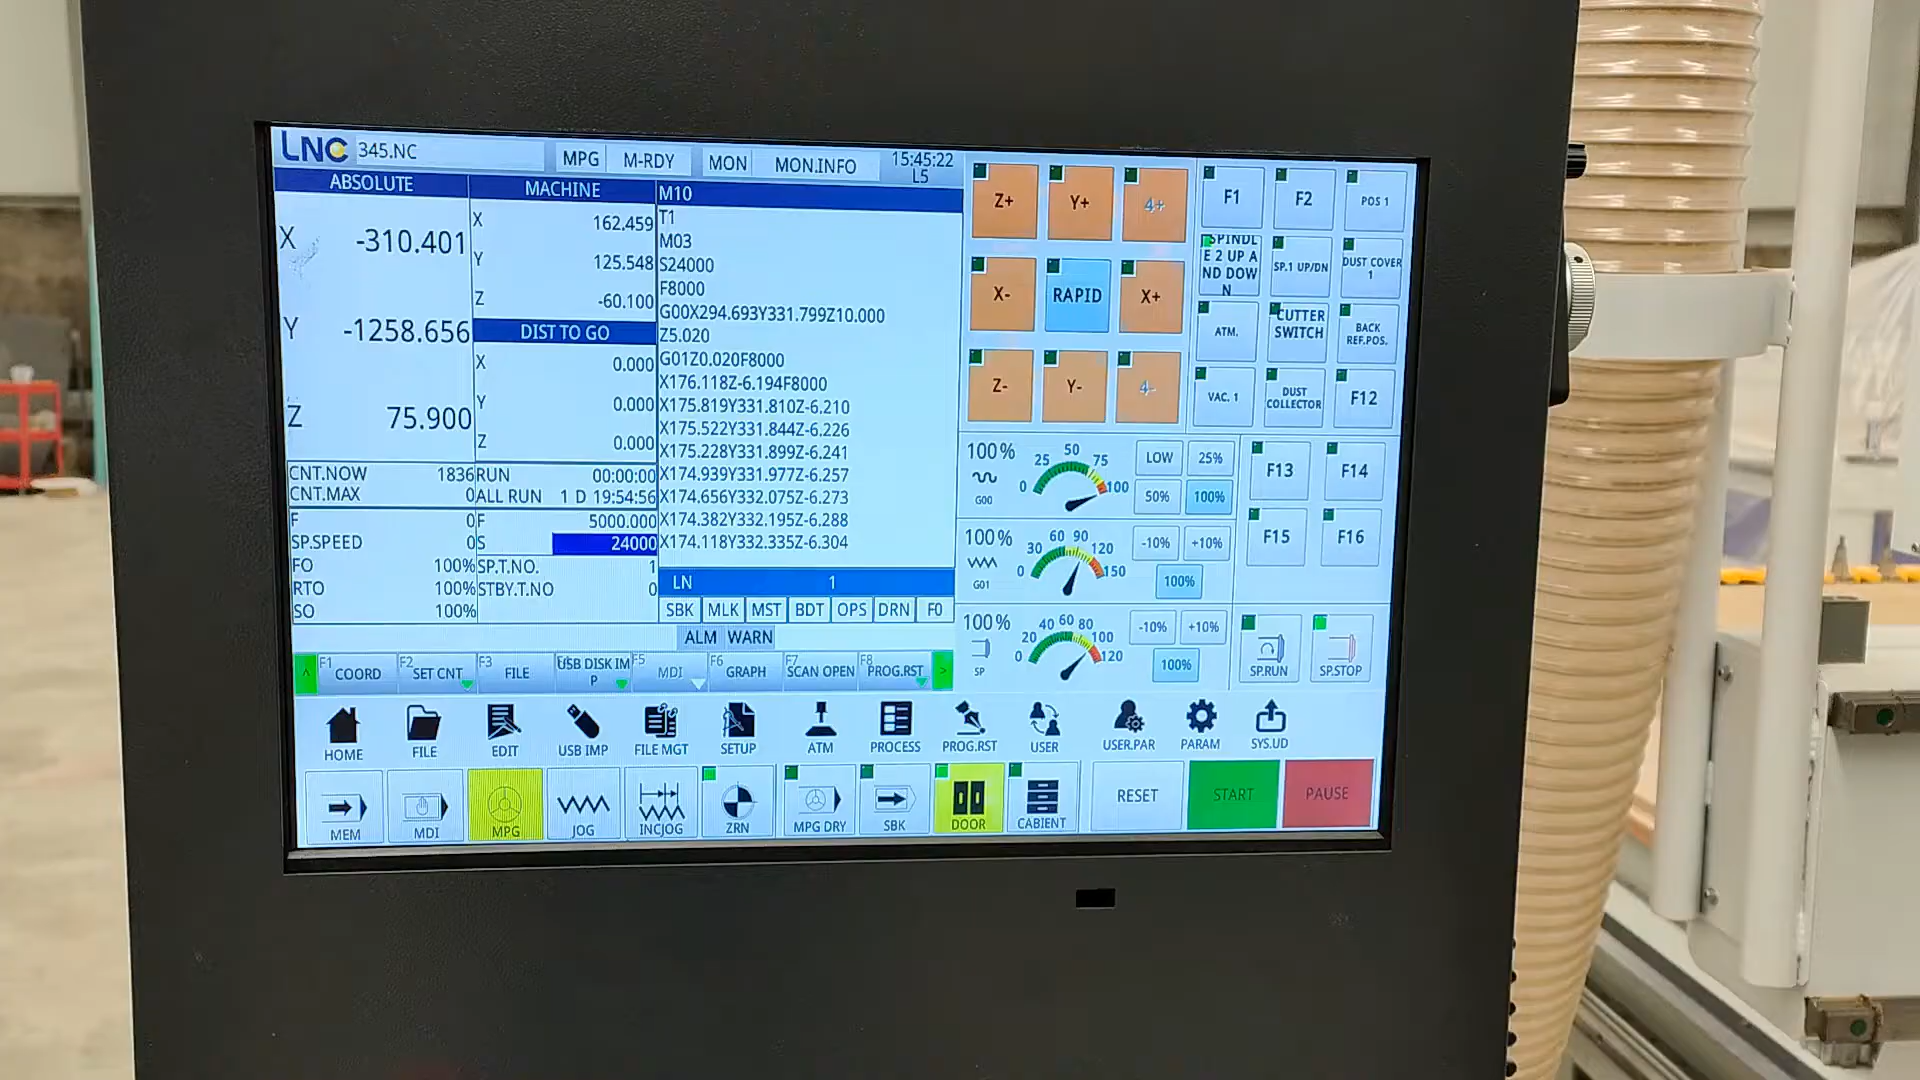 LNC 345.NC MPG M-RDY MON MON.INFO 15:45:22
L5
ABSOLUTE
X -310.401
Y -1258.656
Z 75.900
MACHINE
X 162.459
Y 125.548
Z -60.100
DIST TO GO
X 0.000
Y 0.000
Z 0.000
CNT.NOW 1836 RUN 00:00:00
CNT.MAX 0 ALL RUN 1 D 19:54:56
F 0 F 5000.000
SP.SPEED 0 S 24000
FO 100% SP.T.NO. 1
RTO 100% STBY.T.NO 0
SO 100%
M10
T1
M03
S24000
F8000
G00X294.693Y331.799Z10.000
Z5.020
G01Z0.020F8000
X176.118Z-6.194F8000
X175.819Y331.810Z-6.210
X175.522Y331.844Z-6.226
X175.228Y331.899Z-6.241
X174.939Y331.977Z-6.257
X174.656Y332.075Z-6.273
X174.382Y332.195Z-6.288
X174.118Y332.335Z-6.304
LN 1
SBK MLK MST BDT OPS DRN F0
ALM WARN
F1 COORD F2 SET CNT F3 FILE USB DISK IM
P F5 MDI F6 GRAPH F7 SCAN OPEN F8 PROG.RST >
Z+ Y+ 4+
X- RAPID X+
Z- Y- 4-
F1 F2 POS 1
SPINDL
E 2 UP A
ND DOW
N
SP.1 UP/DN
DUST COVER
1
ATM.
CUTTER
SWITCH
BACK
REF.POS.
VAC. 1
DUST
COLLECTOR
F12
100%
G00
0 25 50 75 100
LOW 25%
50% 100%
100%
G01
0 30 60 90 120 150
-10% +10%
100%
100%
SP
0 20 40 60 80 100 120
-10% +10%
100%
F13 F14
F15 F16
SP.RUN SP.STOP
HOME FILE EDIT USB IMP FILE MGT SETUP ATM PROCESS PROG.RST USER USER.PAR PARAM SYS.UD
MEM MDI MPG JOG INCJOG ZRN MPG DRY SBK DOOR CABIENT RESET START PAUSE